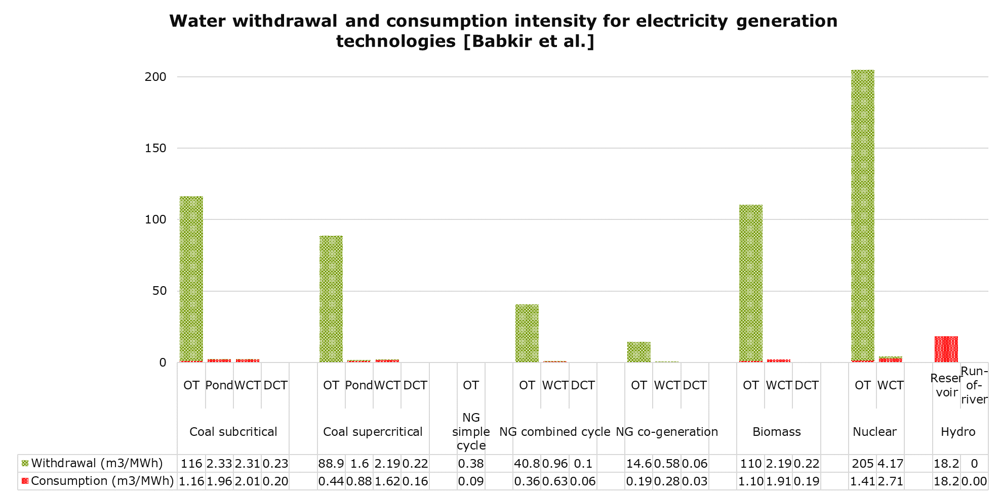 Water withdrawal and consumption intensity for electricity generation
technologies [Babkir et al.]
200
150
100
50
0
OT Pond WCT DCT OT Pond WCT DCT OT OT WCT DCT OT WCT DCT OT WCT DCT OT WCT Reser
voir Run-
of-
river
Coal subcritical Coal supercritical NG
simple
cycle NG combined cycle NG co-generation Biomass Nuclear Hydro
Withdrawal (m3/MWh) 116 2.33 2.31 0.23 88.9 1.6 2.19 0.22 0.38 40.8 0.96 0.1 14.6 0.58 0.06 110 2.19 0.22 205 4.17 18.2 0
Consumption (m3/MWh) 1.16 1.96 2.01 0.20 0.44 0.88 1.62 0.16 0.09 0.36 0.63 0.06 0.19 0.28 0.03 1.10 1.91 0.19 1.41 2.71 18.2 0.00